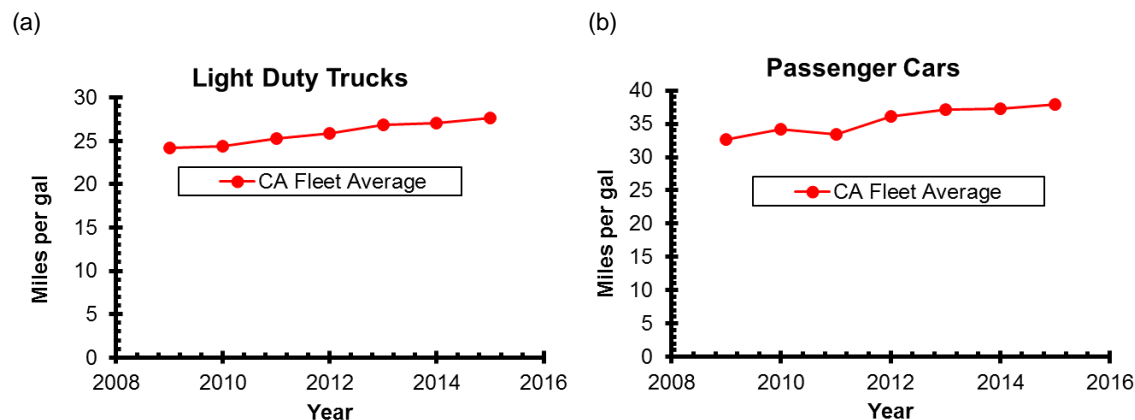 (a)
Light Duty Trucks
30
25
20
15
10
5
0
Miles per gal
CA Fleet Average
2008 2010 2012 2014 2016
Year
(b)
Passenger Cars
40
35
30
25
20
15
10
5
0
Miles per gal
CA Fleet Average
2008 2010 2012 2014 2016
Year